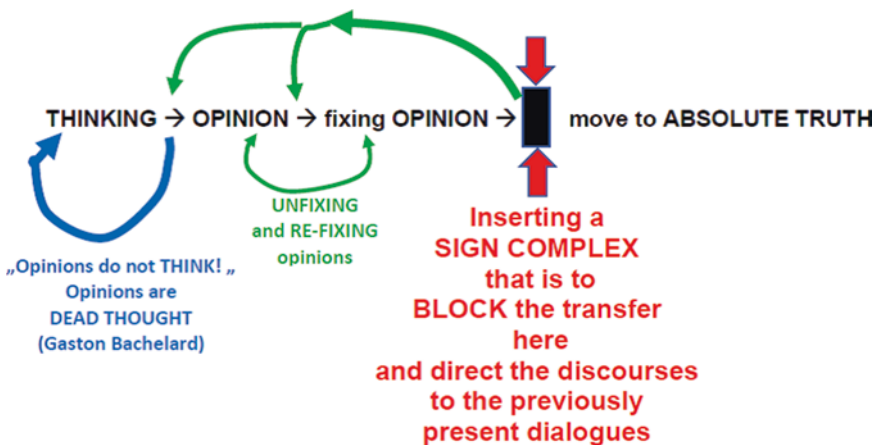 THINKING → OPINION → fixing OPINION → move to ABSOLUTE TRUTH
UNFIXING
and RE-FIXING
opinions
„Opinions do not THINK! „
Opinions are
DEAD THOUGHT
(Gaston Bachelard)
Inserting a
SIGN COMPLEX
that is to
BLOCK the transfer
here
and direct the discourses
to the previously
present dialogues